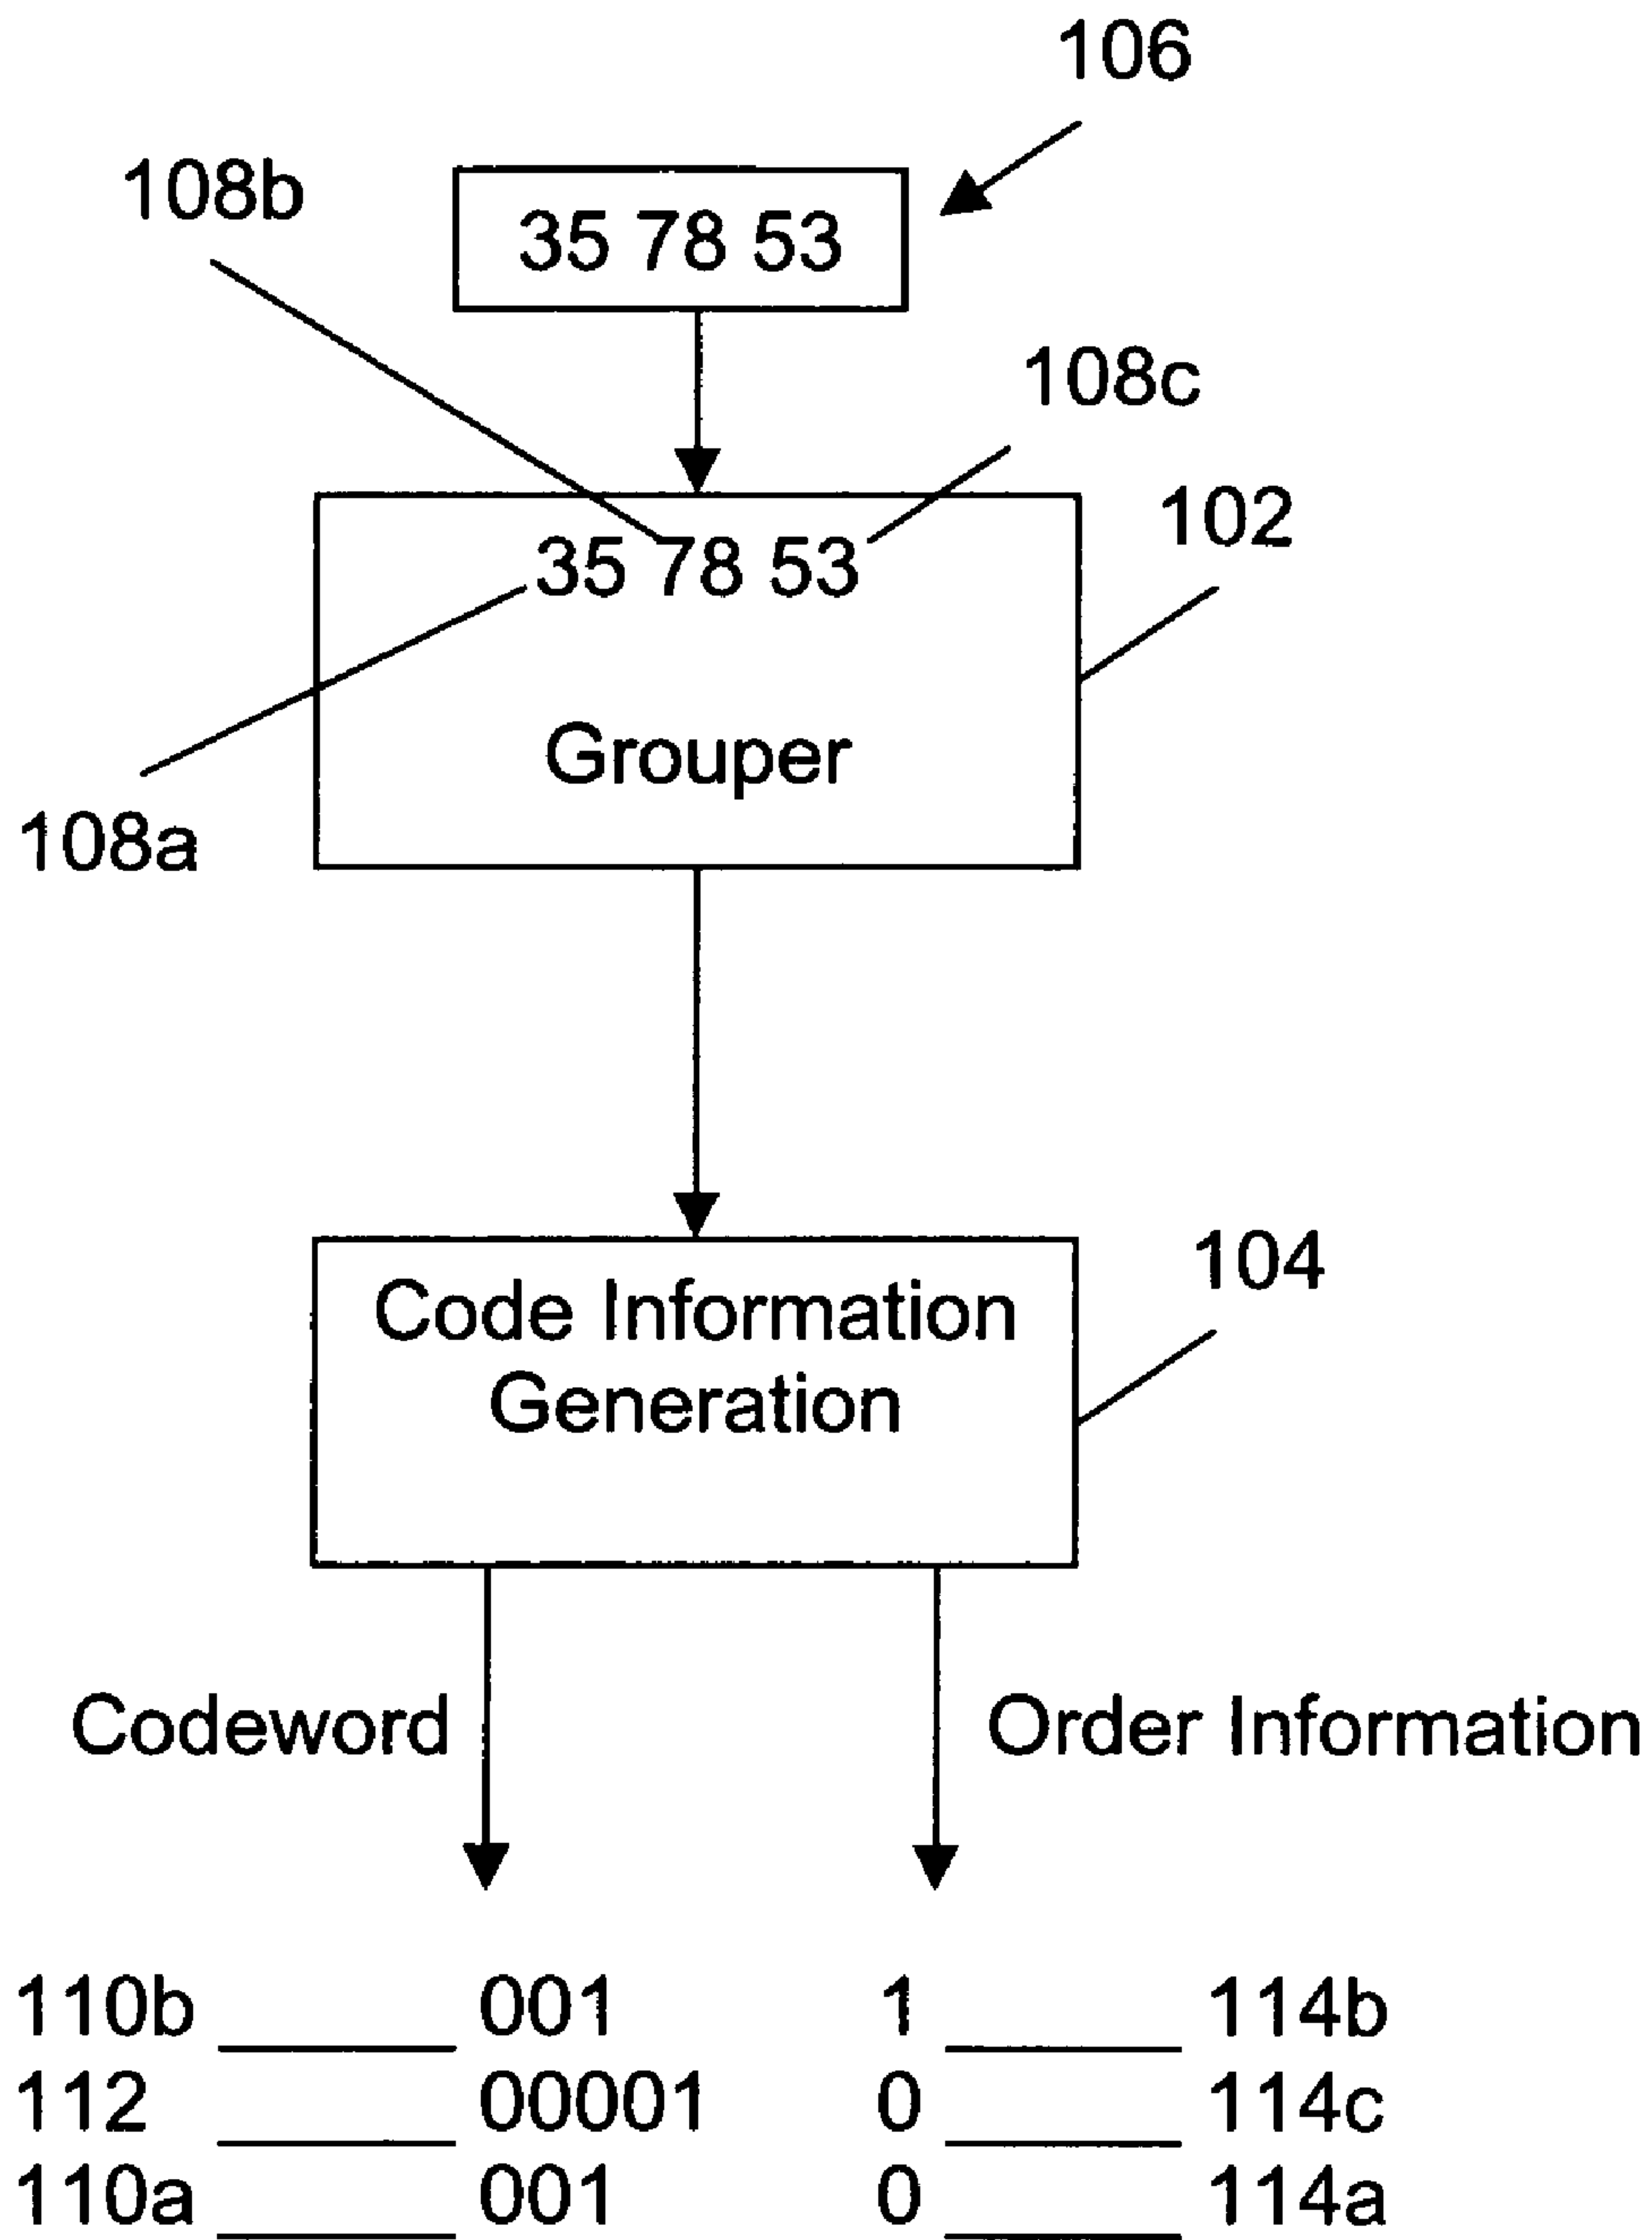 106
108b
35 78 53
108c
102
35 78 53
Grouper
108a
104
Code Information
Generation
Codeword
Order Information
110b 001 1 114b
112 00001 0 114c
110a 001 0 114a